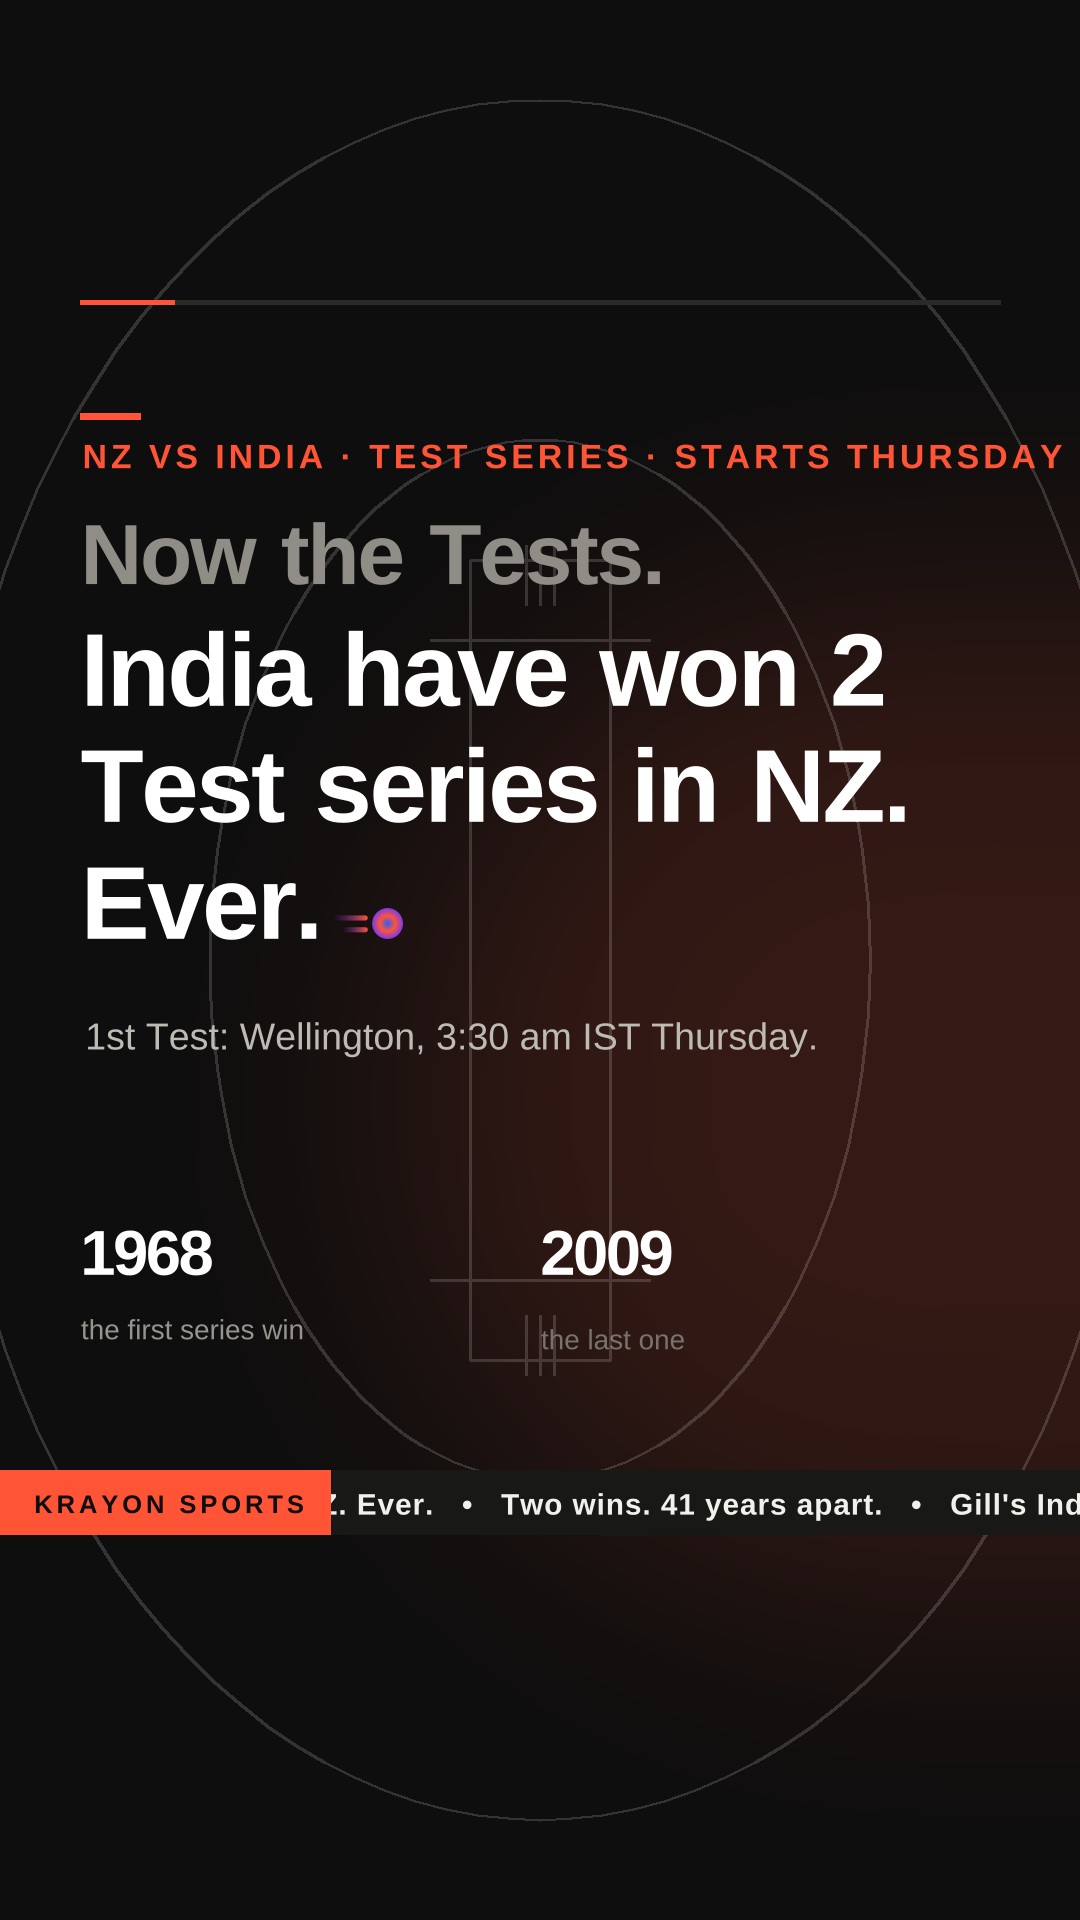 NZ VS INDIA · TEST SERIES · STARTS THURSDAY
Now the Tests.
India have won 2
Test series in NZ.
Ever.
1st Test: Wellington, 3:30 am IST Thursday.
1968
2009
the first series win
the last one
KRAYON SPORTS
Z. Ever. • Two wins. 41 years apart. • Gill's Ind